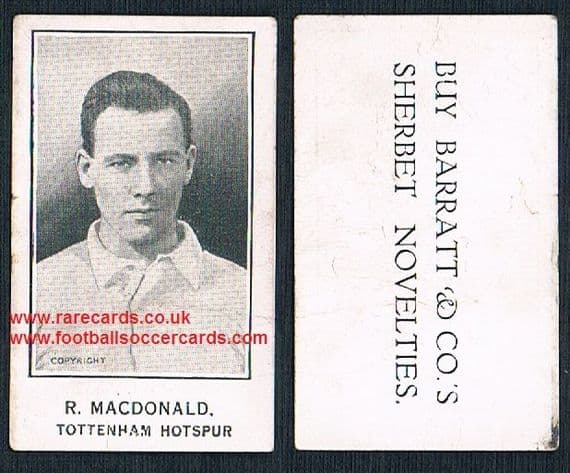 www.rarecards.co.uk
www.footballsoccercards.com
COPYRIGHT
R. MACDONALD.
TOTTENHAM HOTSPUR
BUY BARRATT & CO.'S
SHERBET NOVELTIES.